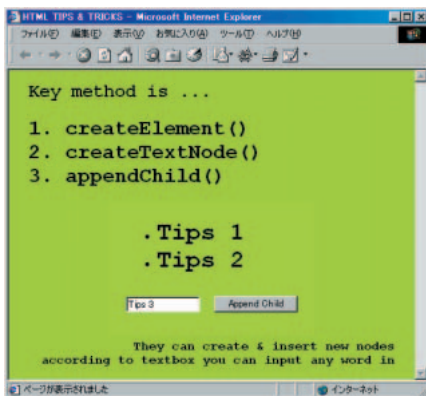 HTML TIPS & TRICKS - Microsoft Internet Explorer
ファイル(F) 編集(E) 表示(V) お気に入り(A) ツール(T) ヘルプ(H)
Key method is ...
1. createElement()
2. createTextNode()
3. appendChild()
.Tips 1
.Tips 2
Tips 3 Append Child
They can create & insert new nodes
according to textbox you can input any word in
ページが表示されました インターネット